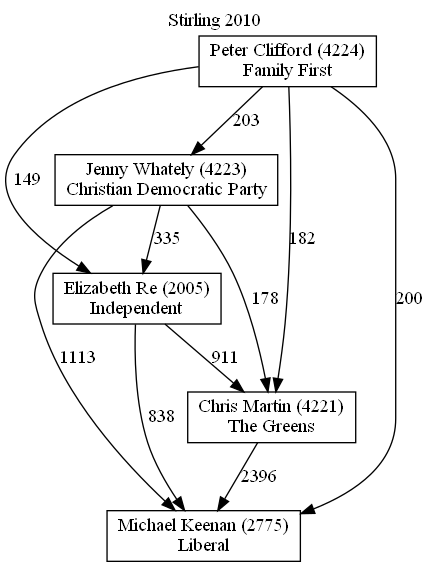 Stirling 2010
Peter Clifford (4224)
Family First
203
Jenny Whately (4223)
Christian Democratic Party
149
335
182
Elizabeth Re (2005)
Independent
178
200
1113
911
838
Chris Martin (4221)
The Greens
2396
Michael Keenan (2775)
Liberal